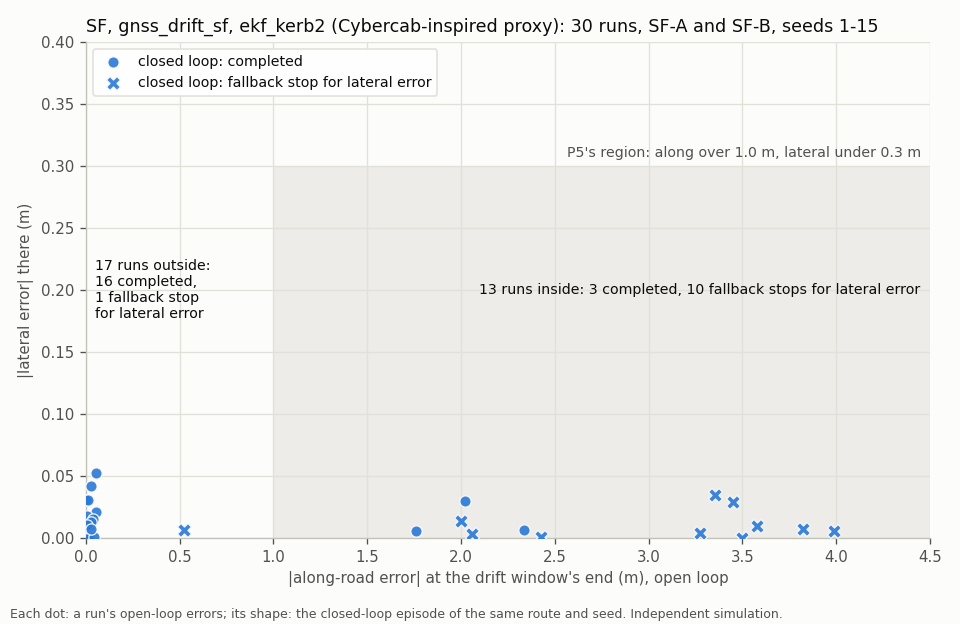 SF, gnss_drift_sf, ekf_kerb2 (Cybercab-inspired proxy): 30 runs, SF-A and SF-B, seeds 1-15
0.40
closed loop: completed
closed loop: fallback stop for lateral error
0.35
P5's region: along over 1.0 m, lateral under 0.3 m
0.30
0.25
17 runs outside:
16 completed,
1 fallback stop
for lateral error
0.20
13 runs inside: 3 completed, 10 fallback stops for lateral error
0.15
0.10
0.05
0.00
|lateral error| there (m)
0.0 0.5 1.0 1.5 2.0 2.5 3.0 3.5 4.0 4.5
|along-road error| at the drift window's end (m), open loop
Each dot: a run's open-loop errors; its shape: the closed-loop episode of the same route and seed. Independent simulation.